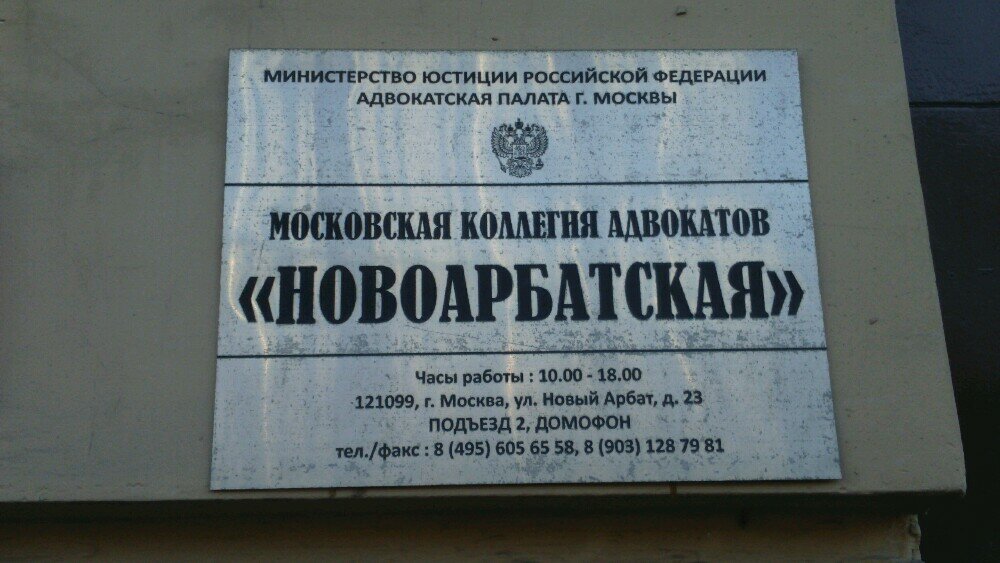 МИНИСТЕРСТВО ЮСТИЦИИ РОССИЙСКОЙ ФЕДЕРАЦИИ
АДВОКАТСКАЯ ПАЛАТА Г. МОСКВЫ
МОСКОВСКАЯ КОЛЛЕГИЯ АДВОКАТОВ
«НОВОАРБАТСКАЯ»
Часы работы : 10.00 - 18.00
121099, г. Москва, ул. Новый Арбат, д. 23
ПОДЪЕЗД 2, ДОМОФОН
тел./факс : 8 (495) 605 65 58, 8 (903) 128 79 81